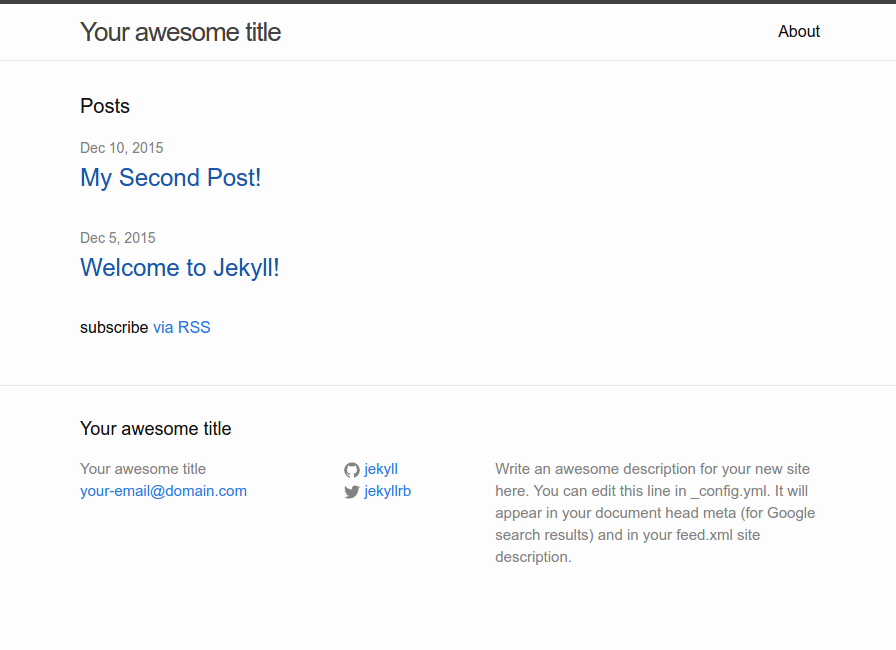 Your awesome title
About
Posts
Dec 10, 2015
My Second Post!
Dec 5, 2015
Welcome to Jekyll!
subscribe via RSS
Your awesome title
Your awesome title
your-email@domain.com
jekyll
jekyllrb
Write an awesome description for your new site
here. You can edit this line in _config.yml. It will
appear in your document head meta (for Google
search results) and in your feed.xml site
description.